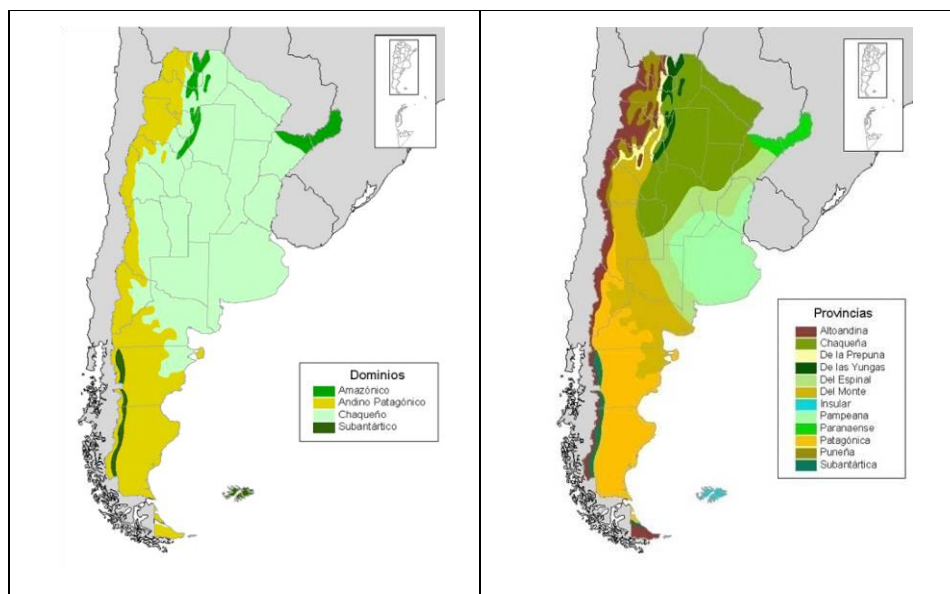 Dominios
Amazónico
Andino Patagónico
Chaqueño
Subantártico
Provincias
Altoandina
Chaqueña
De la Prepuna
De las Yungas
Del Espinal
Del Monte
Insular
Pampeana
Paranaense
Patagónica
Puneña
Subantártica